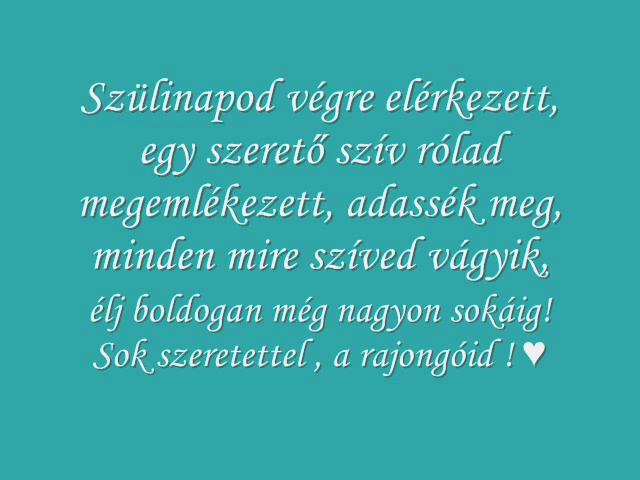 Szülinapod végre elérkezett,
egy szerető szív rólad
megemlékezett, adassék meg,
minden mire szíved vágyik,
élj boldogan még nagyon sokáig!
Sok szeretettel , a rajongóid ! ♥